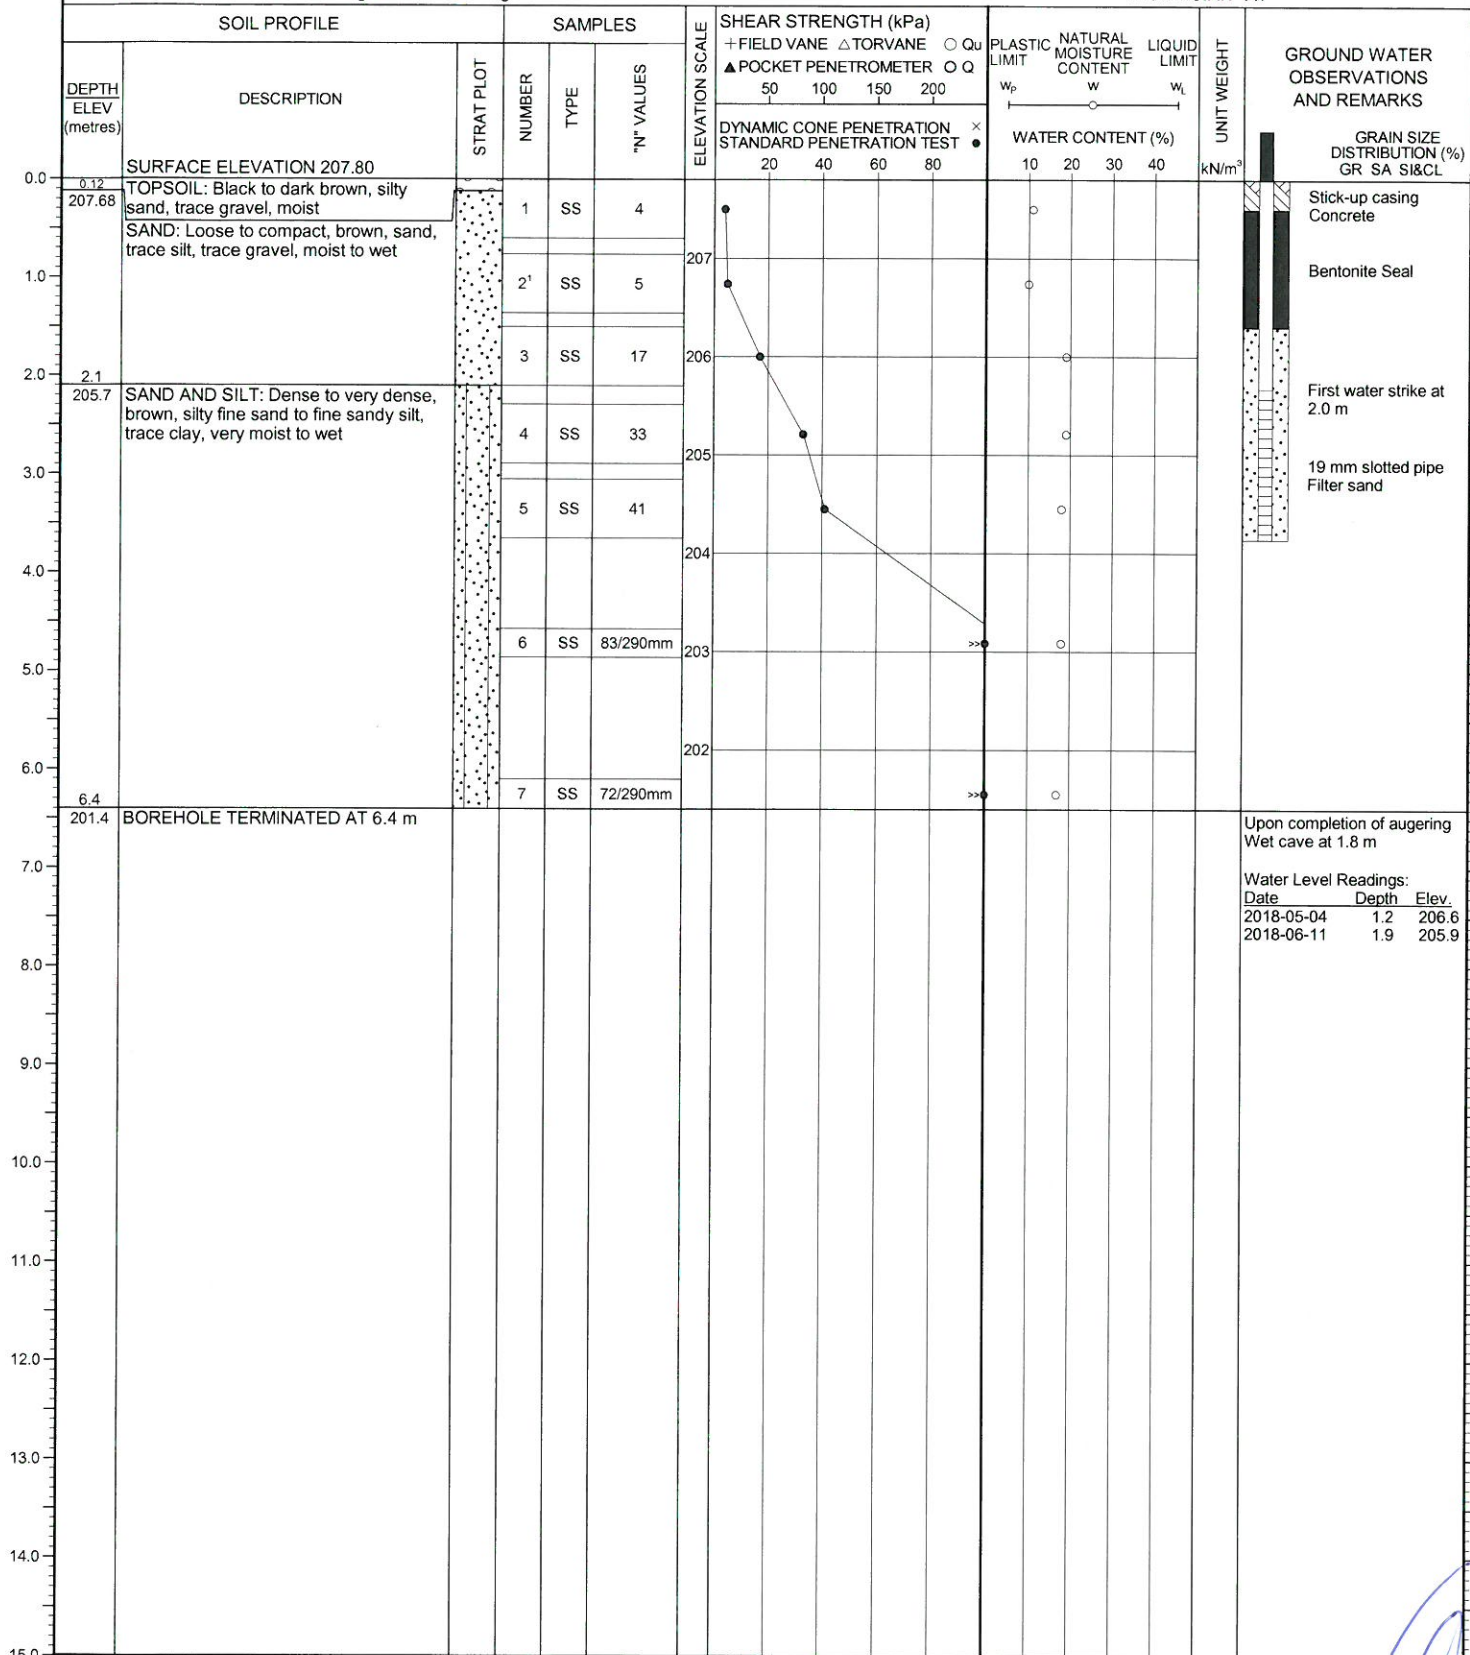 SOIL PROFILE
SAMPLES
DEPTH
ELEV
(metres)
DESCRIPTION
STRAT PLOT
NUMBER
TYPE
"N" VALUES
ELEVATION SCALE
SHEAR STRENGTH (kPa)
+ FIELD VANE △ TORVANE ○ Qu
▲ POCKET PENETROMETER O Q
50 100 150 200
DYNAMIC CONE PENETRATION ×
STANDARD PENETRATION TEST ●
20 40 60 80
PLASTIC LIMIT
NATURAL MOISTURE CONTENT
LIQUID LIMIT
WP W WL
WATER CONTENT (%)
10 20 30 40
UNIT WEIGHT
kN/m³
GROUND WATER
OBSERVATIONS
AND REMARKS
GRAIN SIZE
DISTRIBUTION (%)
GR SA SI&CL
SURFACE ELEVATION 207.80
0.0
0.12
207.68
TOPSOIL: Black to dark brown, silty
sand, trace gravel, moist
SAND: Loose to compact, brown, sand,
trace silt, trace gravel, moist to wet
1 SS 4
Stick-up casing
Concrete
207
1.0
2¹ SS 5
Bentonite Seal
3 SS 17
206
2.0
2.1
205.7
SAND AND SILT: Dense to very dense,
brown, silty fine sand to fine sandy silt,
trace clay, very moist to wet
First water strike at
2.0 m
4 SS 33
205
3.0
19 mm slotted pipe
Filter sand
5 SS 41
204
4.0
6 SS 83/290mm
203
>>
5.0
202
6.0
7 SS 72/290mm
>>
6.4
201.4
BOREHOLE TERMINATED AT 6.4 m
Upon completion of augering
Wet cave at 1.8 m
7.0
Water Level Readings:
Date Depth Elev.
2018-05-04 1.2 206.6
2018-06-11 1.9 205.9
8.0
9.0
10.0
11.0
12.0
13.0
14.0
15.0